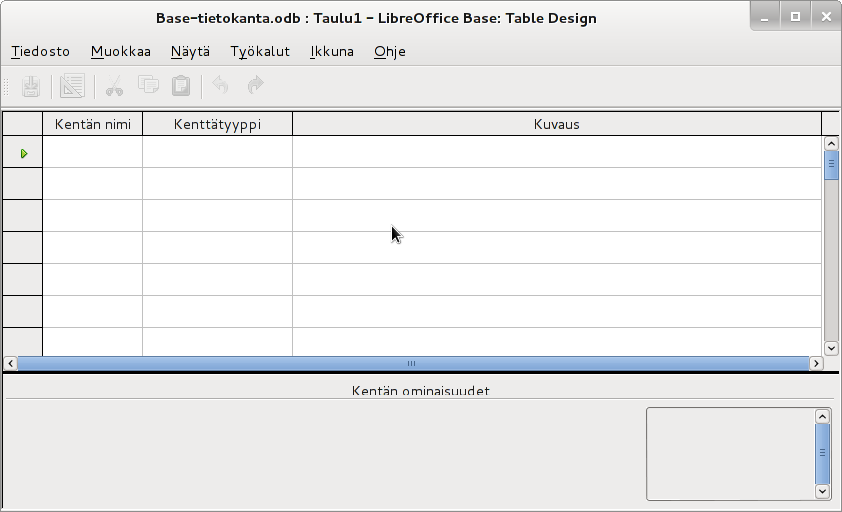 Base-tietokanta.odb : Taulu1 – LibreOffice Base: Table Design
Tiedosto Muokkaa Näytä Työkalut Ikkuna Ohje
Kentän nimi Kenttätyyppi Kuvaus
Kentän ominaisuudet